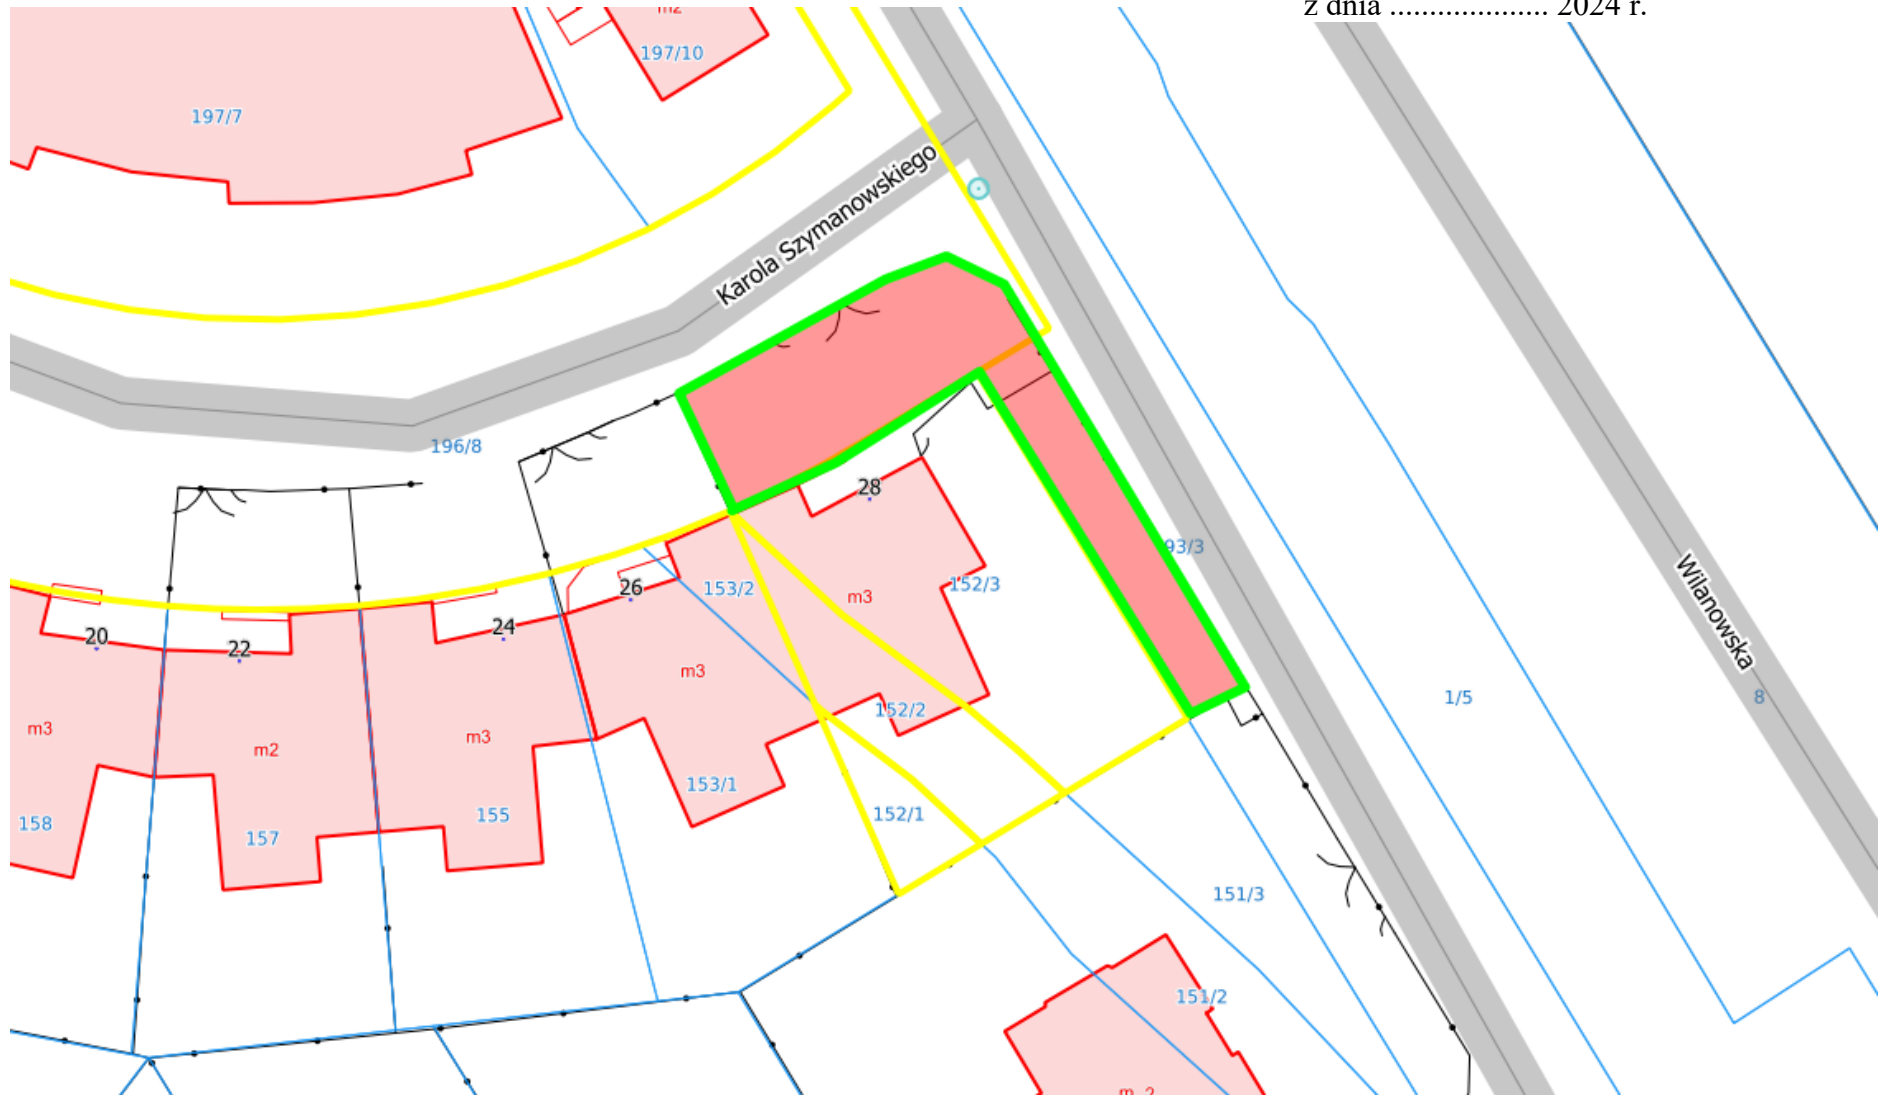 z dnia .................... 2024 r.
m2
197/10
197/7
Karola Szymanowskiego
196/8
28
93/3
Wilanowska
153/2
152/3
m3
26
24
20
22
m3
1/5
8
152/2
m3
m2
m3
153/1
152/1
155
158
157
151/3
151/2
m 2